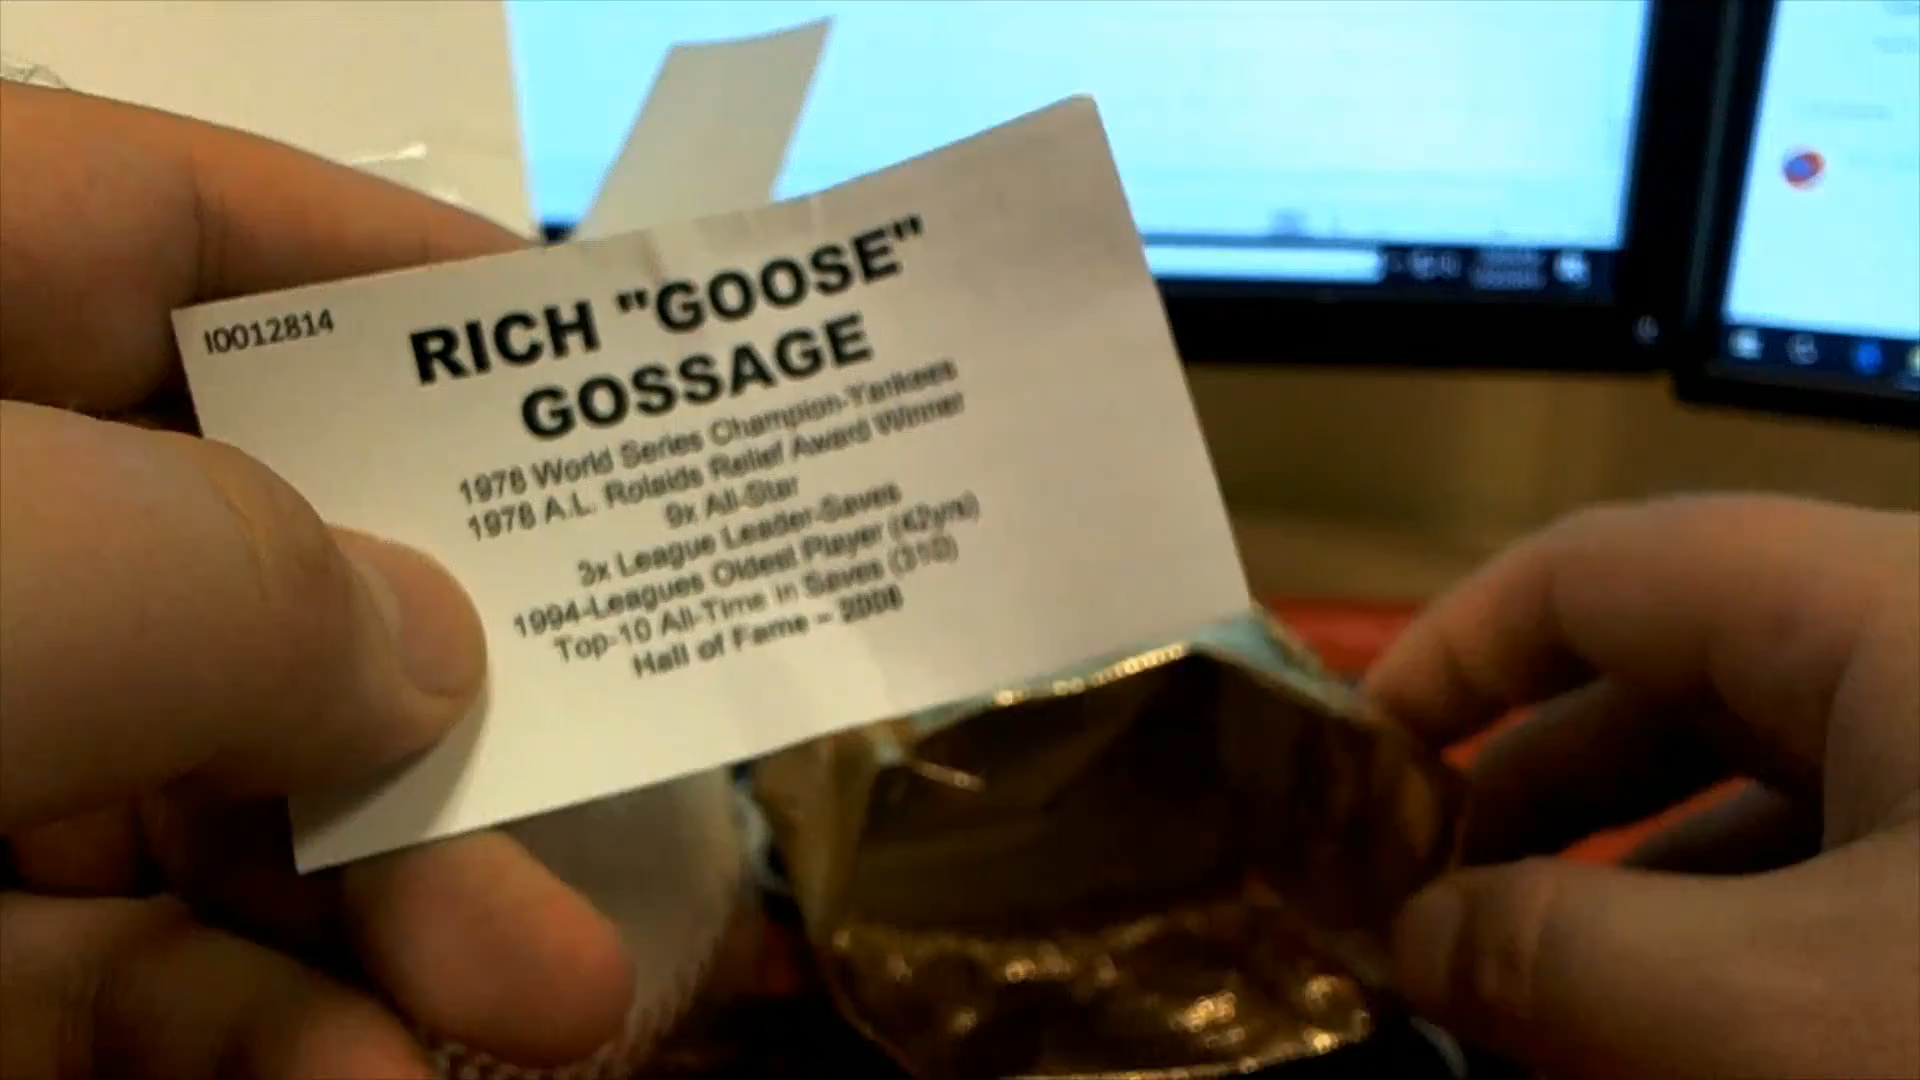 I0012814
RICH "GOOSE"
GOSSAGE
1978 World Series Champion-Yankees
1978 A.L. Rolaids Relief Award Winner
9x All-Star
3x League Leader-Saves
1994-Leagues Oldest Player (42yrs)
Top-10 All-Time in Saves (310)
Hall of Fame – 2008